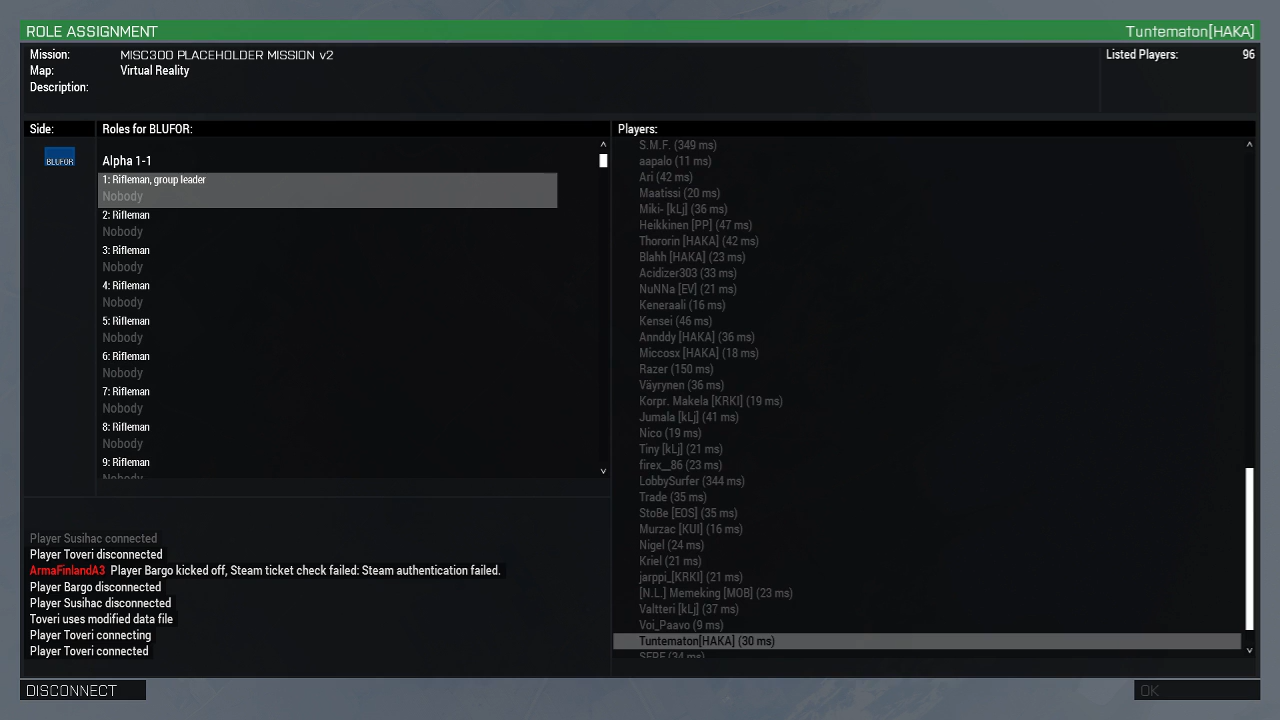 ROLE ASSIGNMENT
Tuntematon[HAKA]
Mission: MISC300 PLACEHOLDER MISSION v2
Map: Virtual Reality
Description:
Listed Players: 96
Side:
BLUFOR
Roles for BLUFOR:
Alpha 1-1
1: Rifleman, group leader
Nobody
2: Rifleman
Nobody
3: Rifleman
Nobody
4: Rifleman
Nobody
5: Rifleman
Nobody
6: Rifleman
Nobody
7: Rifleman
Nobody
8: Rifleman
Nobody
9: Rifleman
Nobody
Players:
S.M.F. (349 ms)
aapalo (11 ms)
Ari (42 ms)
Maatissi (20 ms)
Miki- [kLj] (36 ms)
Heikkinen [PP] (47 ms)
Thororin [HAKA] (42 ms)
Blahh [HAKA] (23 ms)
Acidizer303 (33 ms)
NuNNa [EV] (21 ms)
Keneraali (16 ms)
Kensei (46 ms)
Annddy [HAKA] (36 ms)
Miccosx [HAKA] (18 ms)
Razer (150 ms)
Väyrynen (36 ms)
Korpr. Makela [KRKI] (19 ms)
Jumala [kLj] (41 ms)
Nico (19 ms)
Tiny [kLj] (21 ms)
firex__86 (23 ms)
LobbySurfer (344 ms)
Trade (35 ms)
StoBe [EOS] (35 ms)
Murzac [KUI] (16 ms)
Nigel (24 ms)
Kriel (21 ms)
jarppi_[KRKI] (21 ms)
[N.L.] Memeking [MOB] (23 ms)
Valtteri [kLj] (37 ms)
Voi_Paavo (9 ms)
Tuntematon[HAKA] (30 ms)
(34 ms)
Player Susihac connected
Player Toveri disconnected
ArmaFinlandA3 Player Bargo kicked off, Steam ticket check failed: Steam authentication failed.
Player Bargo disconnected
Player Susihac disconnected
Toveri uses modified data file
Player Toveri connecting
Player Toveri connected
DISCONNECT
OK